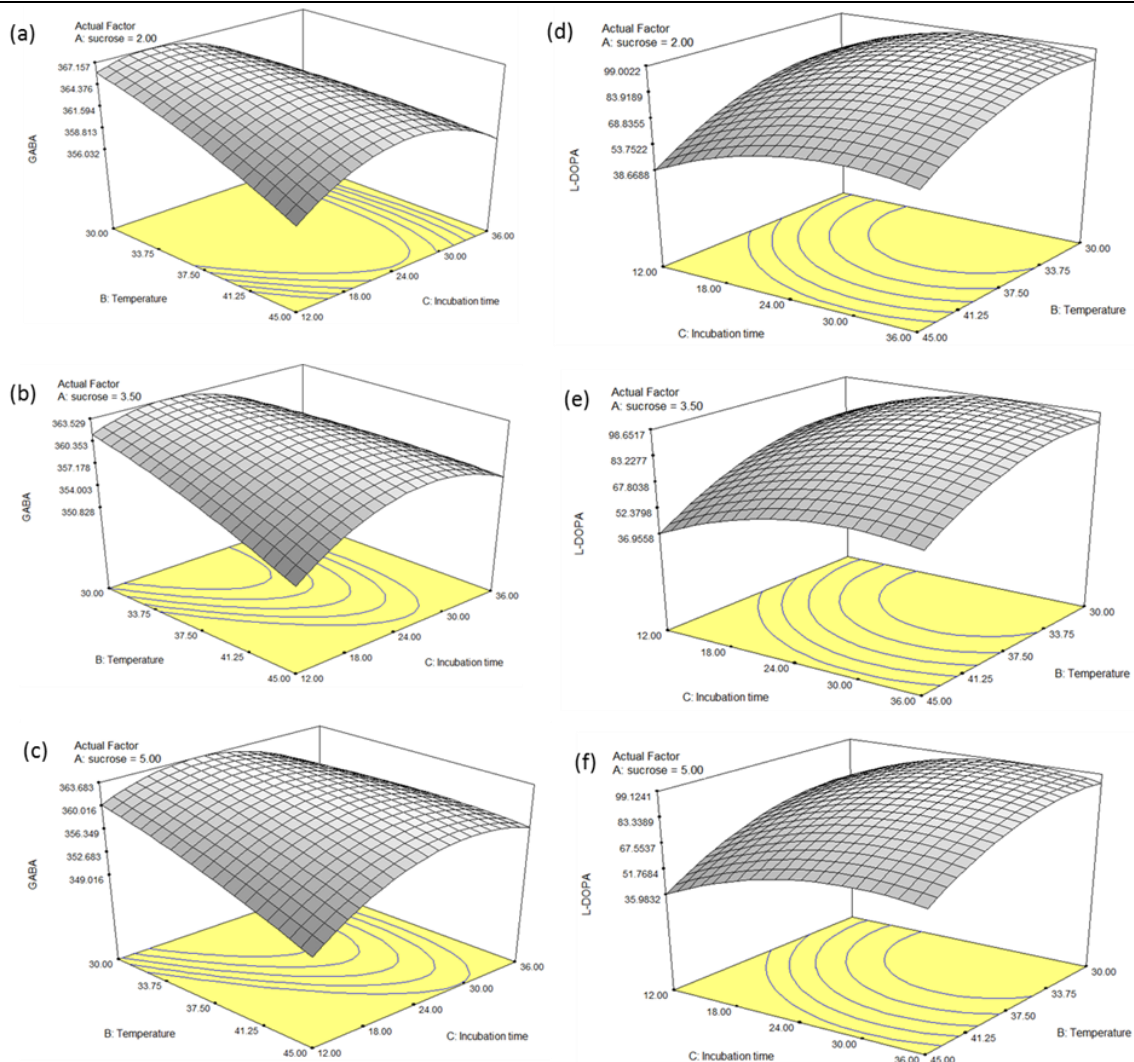 (a)
Actual Factor
A: sucrose = 2.00
367.157
364.376
361.594
358.813
356.032
GABA
30.00
33.75
37.50
41.25
45.00
B: Temperature
12.00
18.00
24.00
30.00
36.00
C: Incubation time
(d)
Actual Factor
A: sucrose = 2.00
99.0022
83.9189
68.8355
53.7522
38.6688
L-DOPA
12.00
18.00
24.00
30.00
36.00
C: Incubation time
45.00
41.25
37.50
33.75
30.00
B: Temperature
(b)
Actual Factor
A: sucrose = 3.50
363.529
360.353
357.178
354.003
350.828
GABA
30.00
33.75
37.50
41.25
45.00
B: Temperature
12.00
18.00
24.00
30.00
36.00
C: Incubation time
(e)
Actual Factor
A: sucrose = 3.50
98.6517
83.2277
67.8038
52.3798
36.9558
L-DOPA
12.00
18.00
24.00
30.00
36.00
C: Incubation time
45.00
41.25
37.50
33.75
30.00
B: Temperature
(c)
Actual Factor
A: sucrose = 5.00
363.683
360.016
356.349
352.683
349.016
GABA
30.00
33.75
37.50
41.25
45.00
B: Temperature
12.00
18.00
24.00
30.00
36.00
C: Incubation time
(f)
Actual Factor
A: sucrose = 5.00
99.1241
83.3389
67.5537
51.7684
35.9832
L-DOPA
12.00
18.00
24.00
30.00
36.00
C: Incubation time
45.00
41.25
37.50
33.75
30.00
B: Temperature